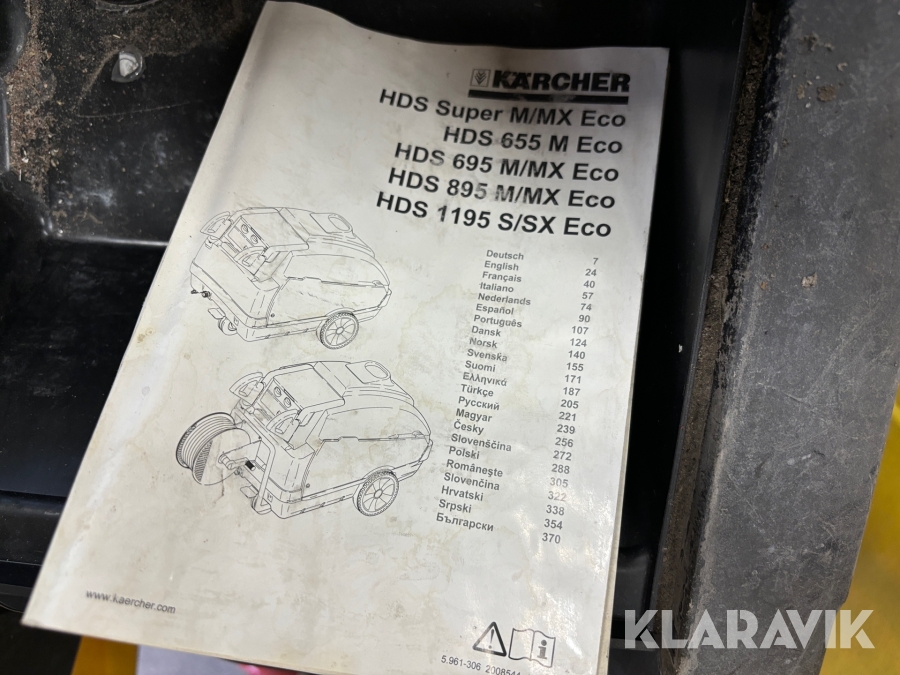 KÄRCHER
HDS Super M/MX Eco
HDS 655 M Eco
HDS 695 M/MX Eco
HDS 895 M/MX Eco
HDS 1195 S/SX Eco
Deutsch 7
English 24
Français 40
Italiano 57
Nederlands 74
Español 90
Português 107
Dansk 124
Norsk 140
Svenska 155
Suomi 171
Ελληνικά 187
Türkçe 205
Русский 221
Magyar 239
Česky 256
Slovenščina 272
Polski 288
Româneşte 305
Slovenčina 322
Hrvatski 338
Srpski 354
Български 370
www.kaercher.com
5.961-306
KLARAVIK